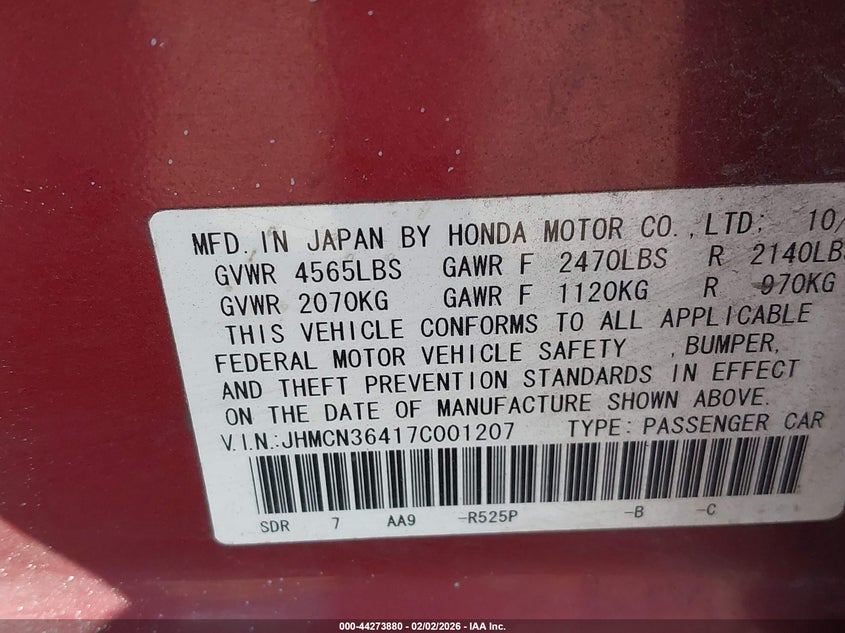 MFD. IN JAPAN BY HONDA MOTOR CO., LTD; 10/
GVWR 4565LBS GAWR F 2470LBS R 2140LBS
GVWR 2070KG GAWR F 1120KG R 970KG
THIS VEHICLE CONFORMS TO ALL APPLICABLE
FEDERAL MOTOR VEHICLE SAFETY , BUMPER,
AND THEFT PREVENTION STANDARDS IN EFFECT
ON THE DATE OF MANUFACTURE SHOWN ABOVE.
V.I.N.:JHMCN36417C001207 TYPE: PASSENGER CAR
SDR 7 AA9 -R525P -B -C
000-44273880 - 02/02/2026 - IAA Inc.